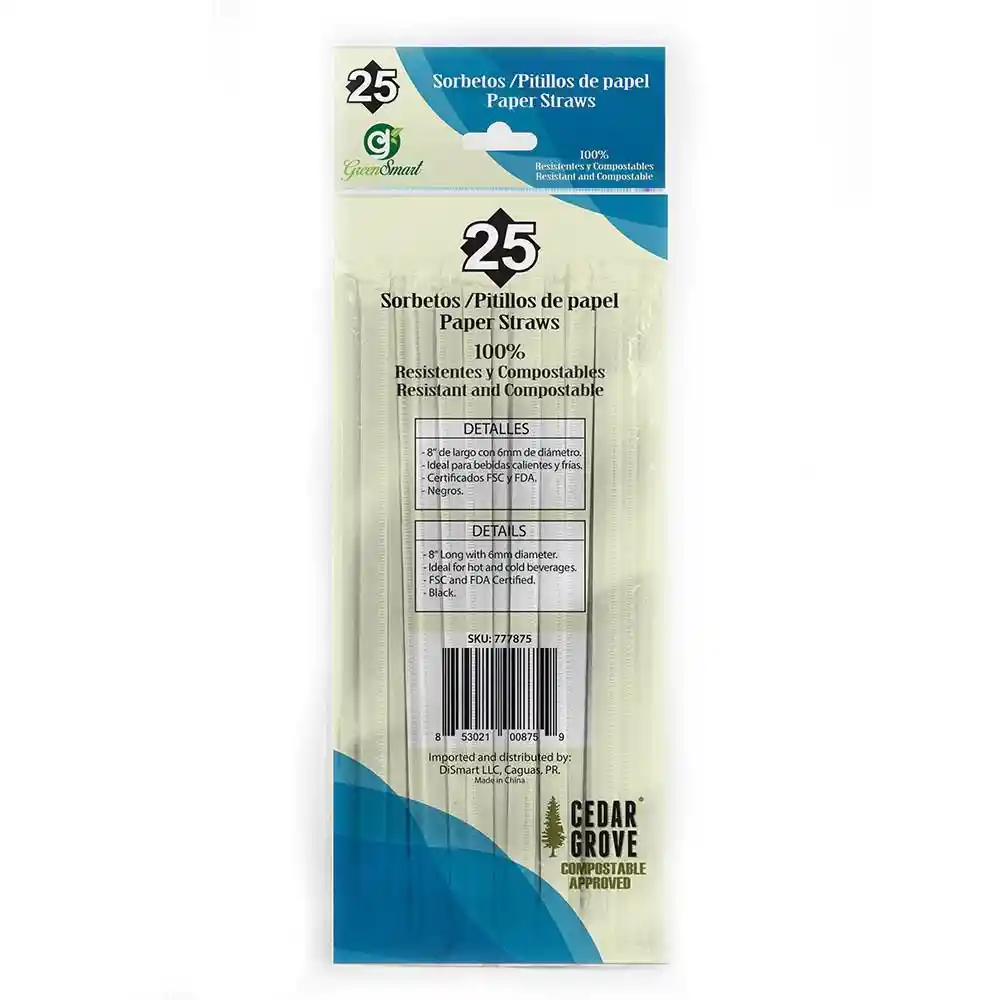 25
Sorbetos /Pitillos de papel
Paper Straws
GreenSmart
100%
Resistentes y Compostables
Resistant and Compostable
25
Sorbetos /Pitillos de papel
Paper Straws
100%
Resistentes y Compostables
Resistant and Compostable
DETALLES
- 8" de largo con 6mm de diámetro.
- Ideal para bebidas calientes y frías.
- Certificados FSC y FDA.
- Negros.
DETAILS
- 8" Long with 6mm diameter.
- Ideal for hot and cold beverages.
- FSC and FDA Certified.
- Black.
SKU: 777875
8 53021 00875 9
Imported and distributed by:
DiSmart LLC, Caguas, PR.
Made in China
CEDAR®
GROVE
COMPOSTABLE
APPROVED